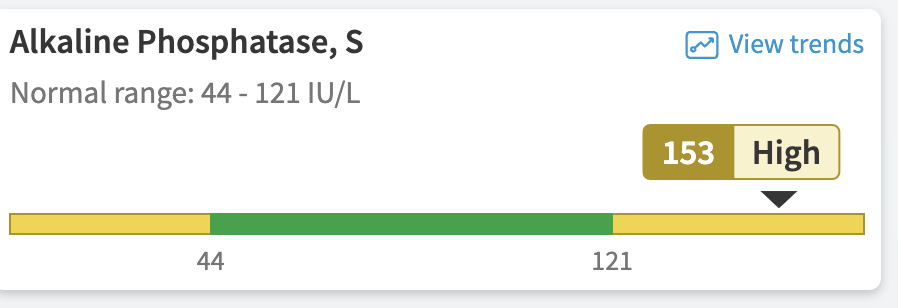 Alkaline Phosphatase, S
View trends
Normal range: 44 - 121 IU/L
153 High
44 121